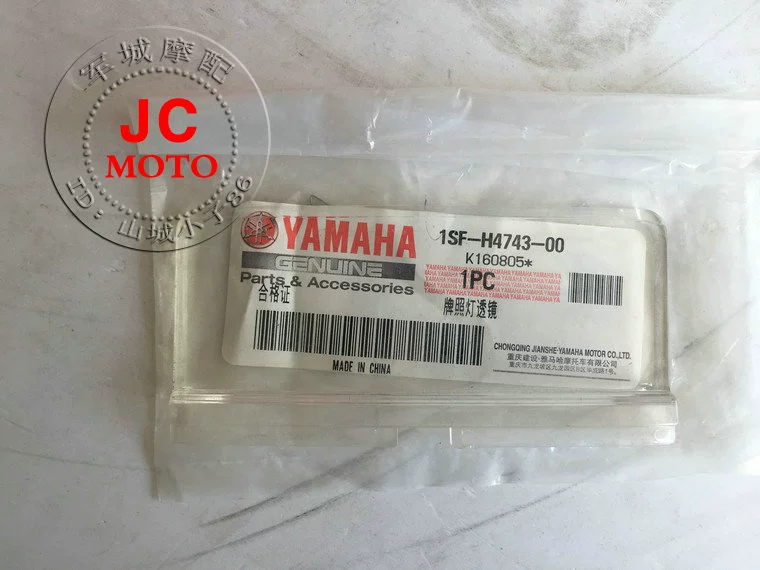 军城摩配
JC
MOTO
ID：山城小子86
YAMAHA
GENUINE
Parts & Accessories
合格证
MADE IN CHINA
1SF-H4743-00
K160805*
1PC
牌照灯透镜
CHONGQING JIANSHE·YAMAHA MOTOR CO.,LTD.
重庆建设·雅马哈摩托车有限公司